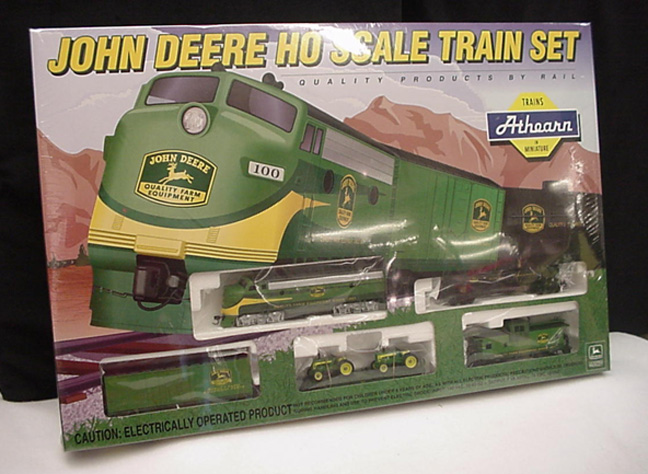 JOHN DEERE HO SCALE TRAIN SET
QUALITY PRODUCTS BY RAIL
TRAINS
Athearn
IN
MINIATURE
JOHN DEERE
QUALITY FARM
EQUIPMENT
100
CAUTION: ELECTRICALLY OPERATED PRODUCT